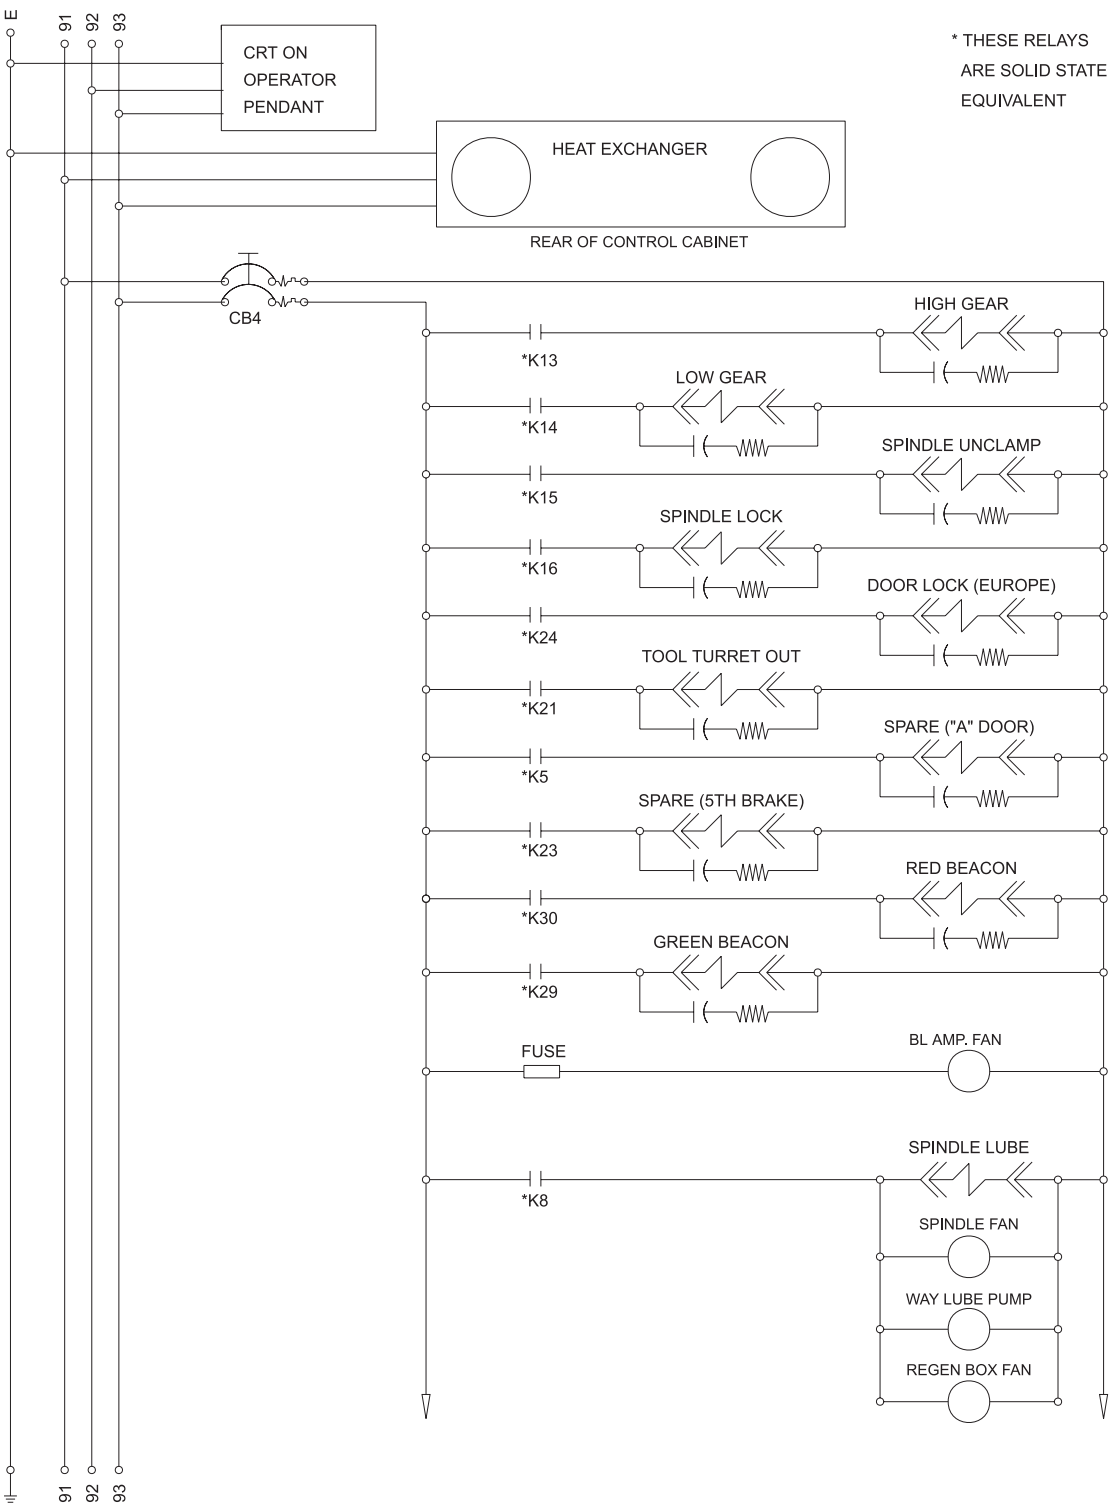 E
91
92
93
CRT ON
OPERATOR
PENDANT
* THESE RELAYS
ARE SOLID STATE
EQUIVALENT
HEAT EXCHANGER
REAR OF CONTROL CABINET
CB4
HIGH GEAR
*K13
LOW GEAR
*K14
SPINDLE UNCLAMP
*K15
SPINDLE LOCK
*K16
DOOR LOCK (EUROPE)
*K24
TOOL TURRET OUT
*K21
SPARE ("A" DOOR)
*K5
SPARE (5TH BRAKE)
*K23
RED BEACON
*K30
GREEN BEACON
*K29
FUSE
BL AMP. FAN
SPINDLE LUBE
*K8
SPINDLE FAN
WAY LUBE PUMP
REGEN BOX FAN
91
92
93